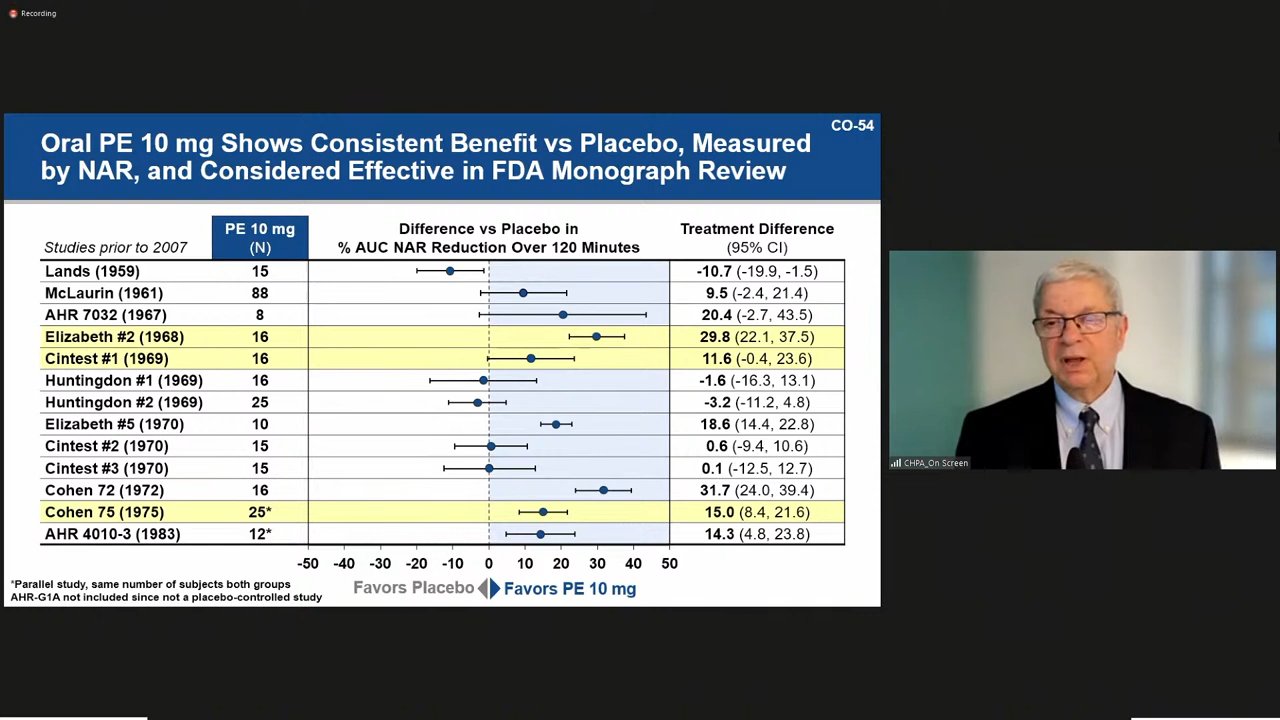 Recording
CO-54
Oral PE 10 mg Shows Consistent Benefit vs Placebo, Measured
by NAR, and Considered Effective in FDA Monograph Review
Studies prior to 2007
PE 10 mg
(N)
Difference vs Placebo in
% AUC NAR Reduction Over 120 Minutes
Treatment Difference
(95% CI)
Lands (1959) 15 -10.7 (-19.9, -1.5)
McLaurin (1961) 88 9.5 (-2.4, 21.4)
AHR 7032 (1967) 8 20.4 (-2.7, 43.5)
Elizabeth #2 (1968) 16 29.8 (22.1, 37.5)
Cintest #1 (1969) 16 11.6 (-0.4, 23.6)
Huntingdon #1 (1969) 16 -1.6 (-16.3, 13.1)
Huntingdon #2 (1969) 25 -3.2 (-11.2, 4.8)
Elizabeth #5 (1970) 10 18.6 (14.4, 22.8)
Cintest #2 (1970) 15 0.6 (-9.4, 10.6)
Cintest #3 (1970) 15 0.1 (-12.5, 12.7)
Cohen 72 (1972) 16 31.7 (24.0, 39.4)
Cohen 75 (1975) 25* 15.0 (8.4, 21.6)
AHR 4010-3 (1983) 12* 14.3 (4.8, 23.8)
-50 -40 -30 -20 -10 0 10 20 30 40 50
Favors Placebo Favors PE 10 mg
*Parallel study, same number of subjects both groups
AHR-G1A not included since not a placebo-controlled study
CHPA_On Screen